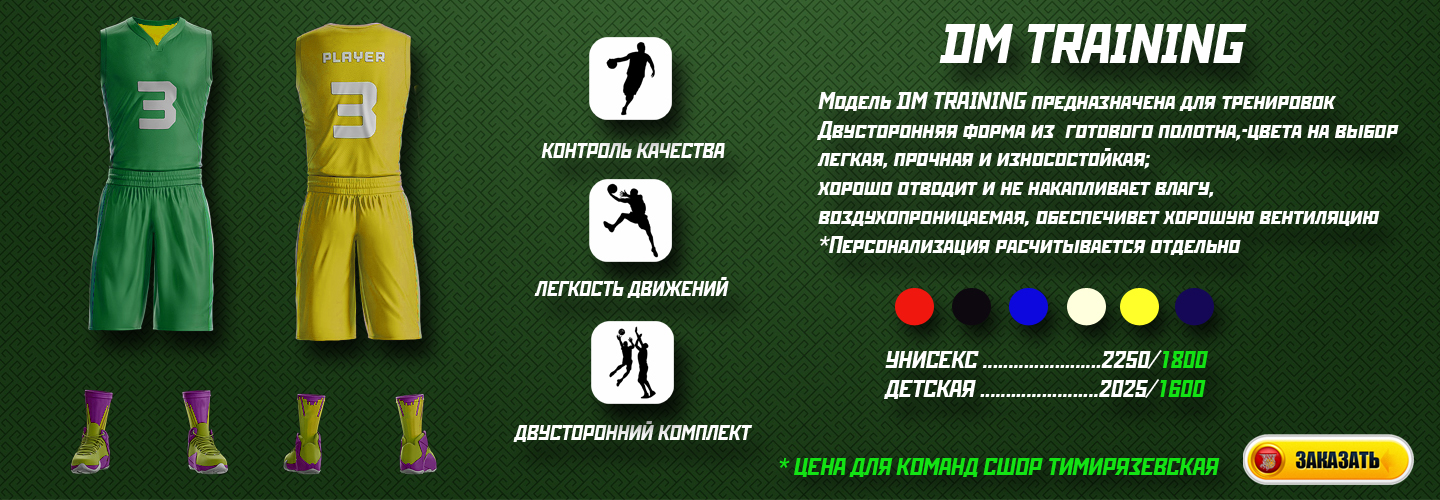 3
PLAYER
3
КОНТРОЛЬ КАЧЕСТВА
ЛЕГКОСТЬ ДВИЖЕНИЙ
ДВУСТОРОННИЙ КОМПЛЕКТ
DM TRAINING
Модель DM TRAINING предназначена для тренировок
Двусторонняя форма из готового полотна,-цвета на выбор
легкая, прочная и износостойкая;
хорошо отводит и не накапливает влагу,
воздухопроницаемая, обеспечивет хорошую вентиляцию
*Персонализация расчитывается отдельно
УНИСЕКС .......................2250/1800
ДЕТСКАЯ .......................2025/1600
* ЦЕНА ДЛЯ КОМАНД СШОР ТИМИРЯЗЕВСКАЯ
ЗАКАЗАТЬ